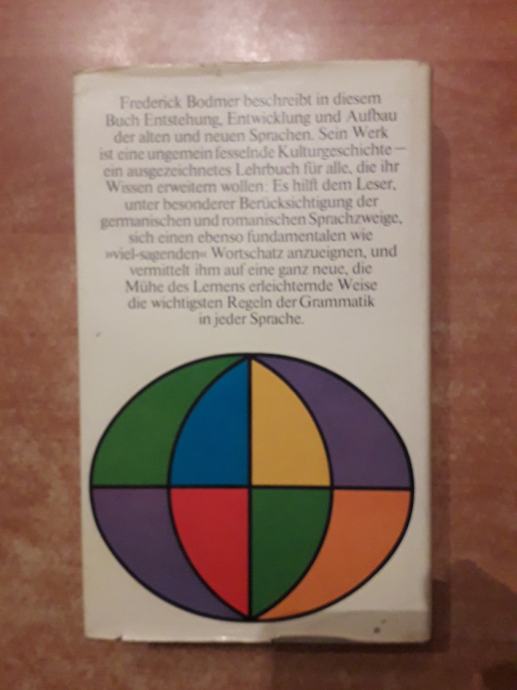 Frederick Bodmer beschreibt in diesem
Buch Entstehung, Entwicklung und Aufbau
der alten und neuen Sprachen. Sein Werk
ist eine ungemein fesselnde Kulturgeschichte –
ein ausgezeichnetes Lehrbuch für alle, die ihr
Wissen erweitern wollen: Es hilft dem Leser,
unter besonderer Berücksichtigung der
germanischen und romanischen Sprachzweige,
sich einen ebenso fundamentalen wie
»viel-sagenden« Wortschatz anzueignen, und
vermittelt ihm auf eine ganz neue, die
Mühe des Lernens erleichternde Weise
die wichtigsten Regeln der Grammatik
in jeder Sprache.